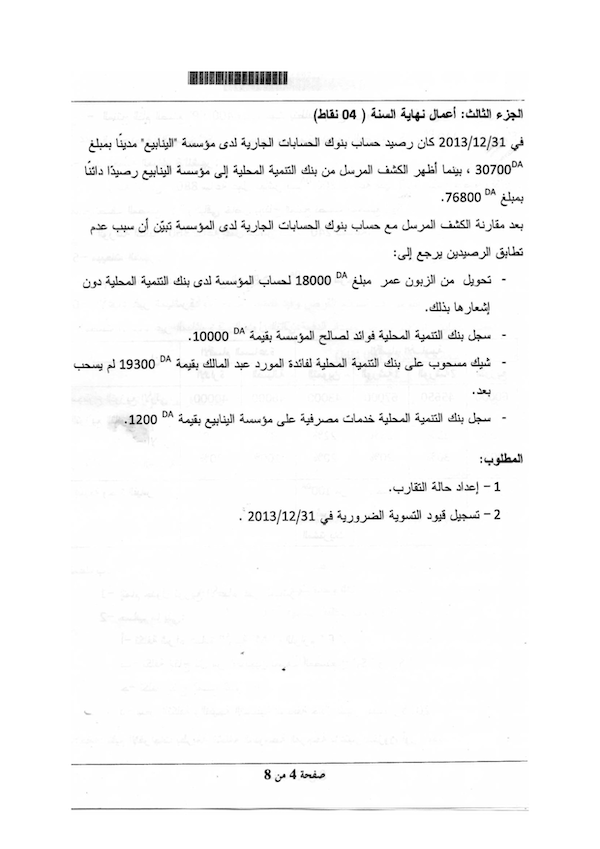 الجزء الثالث: أعمال نهاية السنة ( 04 نقاط)
في 2013/12/31 كان رصيد حساب بنوك الحسابات الجارية لدى مؤسسة "الينابيع" مدينًا بمبلغ
30700DA ، بينما أظهر الكشف المرسل من بنك التنمية المحلية إلى مؤسسة الينابيع رصيدًا دائنًا
بمبلغ 76800 DA.
بعد مقارنة الكشف المرسل مع حساب بنوك الحسابات الجارية لدى المؤسسة تبيّن أن سبب عدم
تطابق الرصيدين يرجع إلى:
- تحويل من الزبون عمر مبلغ 18000 DA لحساب المؤسسة لدى بنك التنمية المحلية دون
إشعارها بذلك.
- سجل بنك التنمية المحلية فوائد لصالح المؤسسة بقيمة 10000 DA.
- شيك مسحوب على بنك التنمية المحلية لفائدة المورد عبد المالك بقيمة 19300 DA لم يسحب
بعد.
- سجل بنك التنمية المحلية خدمات مصرفية على مؤسسة الينابيع بقيمة 1200 DA.
المطلوب:
1 – إعداد حالة التقارب.
2 – تسجيل قيود التسوية الضرورية في 2013/12/31 .
صفحة 4 من 8